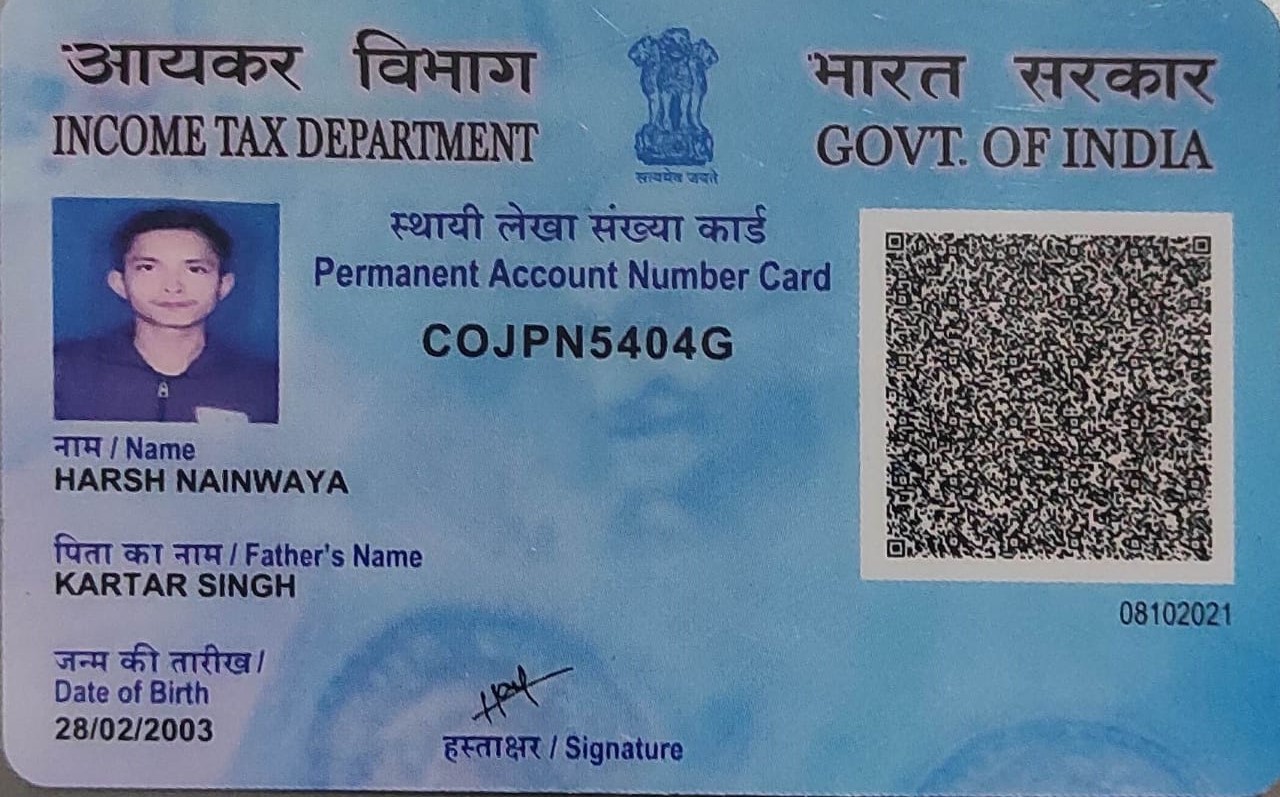 आयकर विभाग
INCOME TAX DEPARTMENT
सत्यमेव जयते
भारत सरकार
GOVT. OF INDIA
स्थायी लेखा संख्या कार्ड
Permanent Account Number Card
COJPN5404G
नाम / Name
HARSH NAINWAYA
पिता का नाम / Father's Name
KARTAR SINGH
जन्म की तारीख /
Date of Birth
28/02/2003
हस्ताक्षर / Signature
08102021